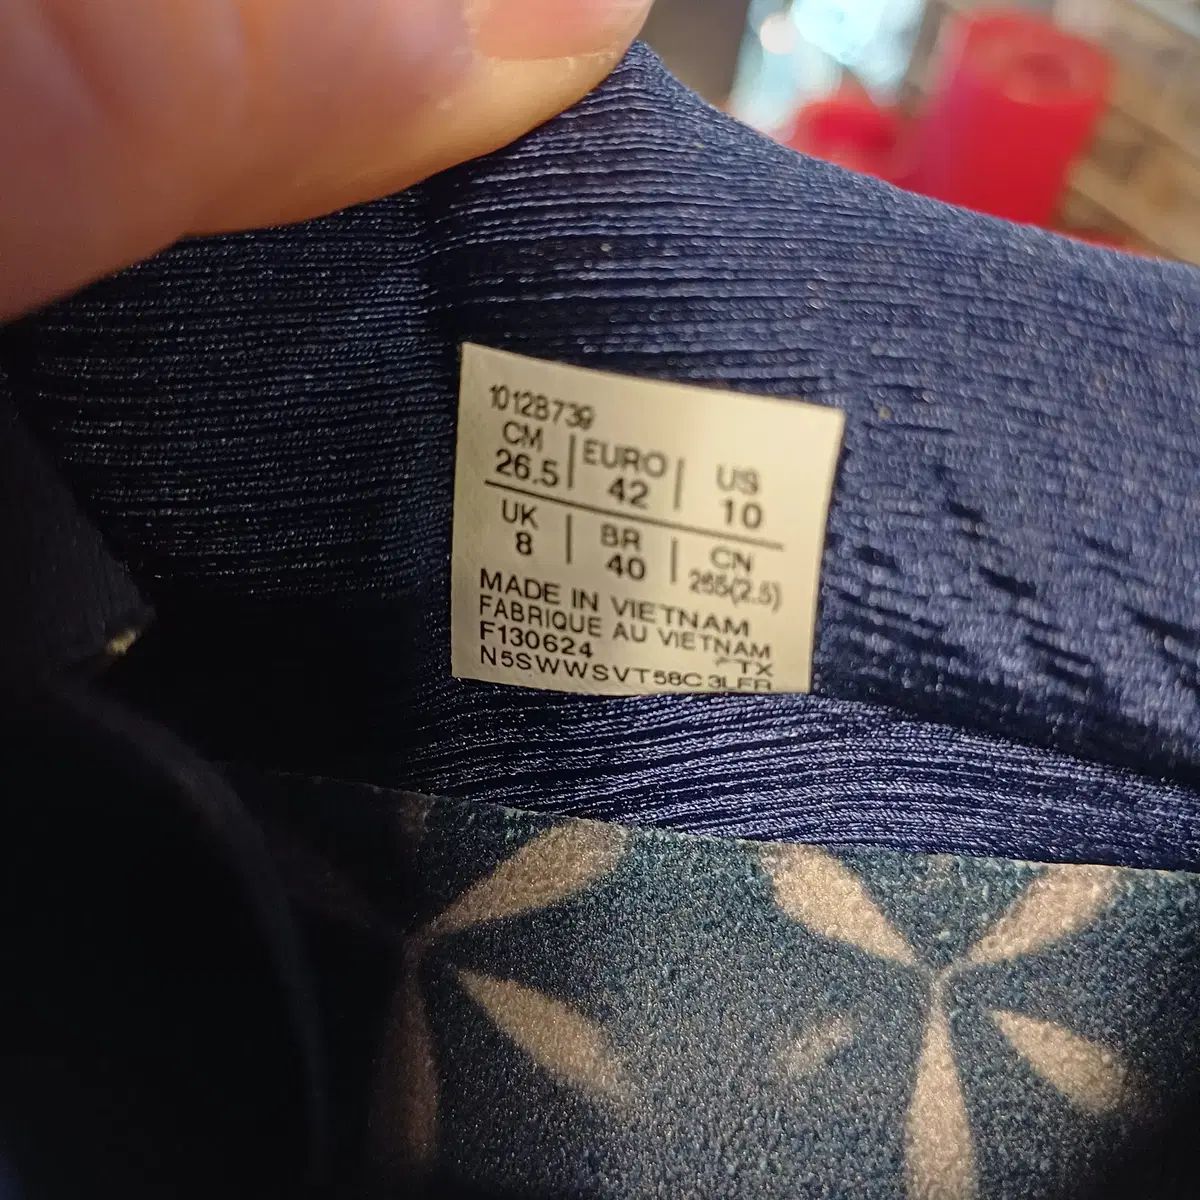 1012B739
CM | EURO | US
26.5 | 42 | 10
UK | BR | CN
8 | 40 | 265(2.5)
MADE IN VIETNAM
FABRIQUE AU VIETNAM
F130624 TX
N5SWWSVT58C3LFR